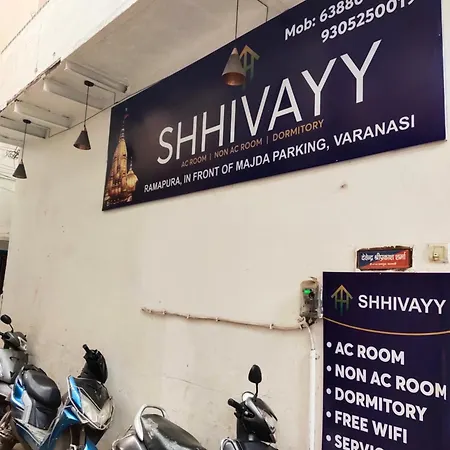 Mob: 63880
9305250019
SHHIVAYY
AC ROOM | NON AC ROOM | DORMITORY
RAMAPURA, IN FRONT OF MAJDA PARKING, VARANASI
SHHIVAYY
• AC ROOM
• NON AC ROOM
• DORMITORY
• FREE WIFI